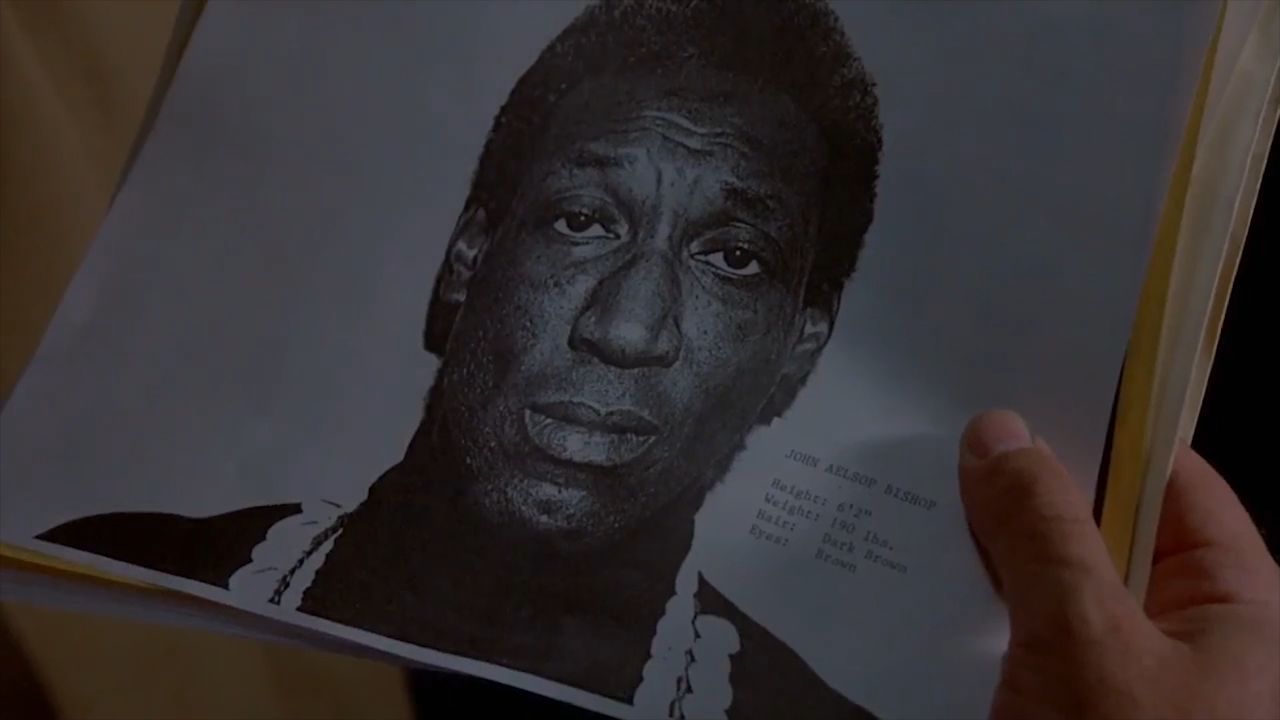 JOHN AELSOP BISHOP
Height: 6'2"
Weight: 190 lbs.
Hair: Dark Brown
Eyes: Brown